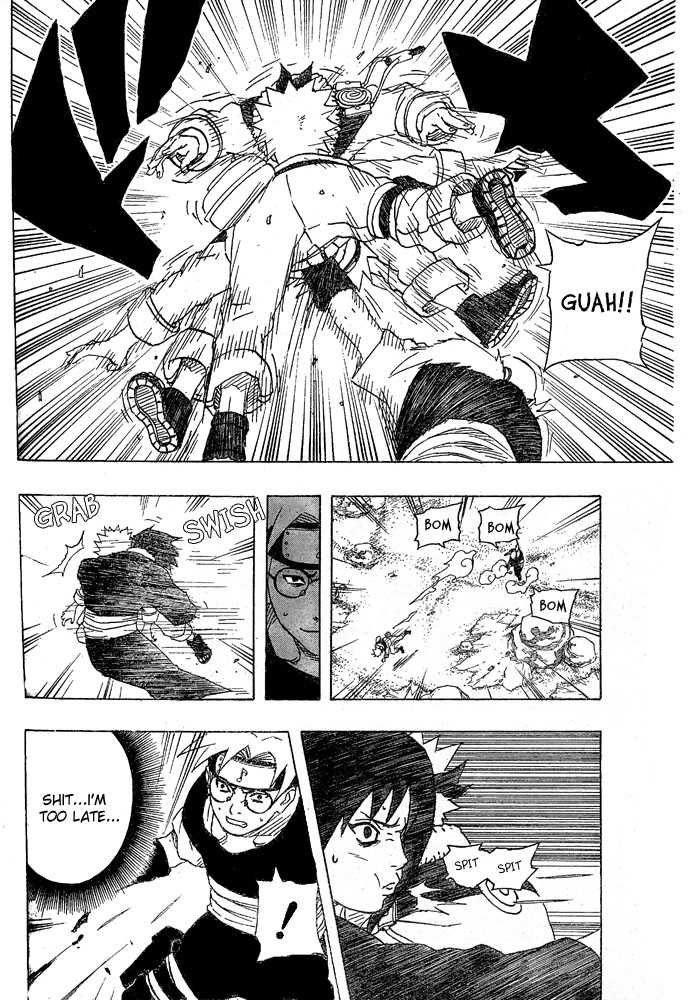 GUAH!!
BOM
BOM
BOM
SWISH
GRAB
SPIT
SPIT
!
SHIT...I'M
TOO LATE...